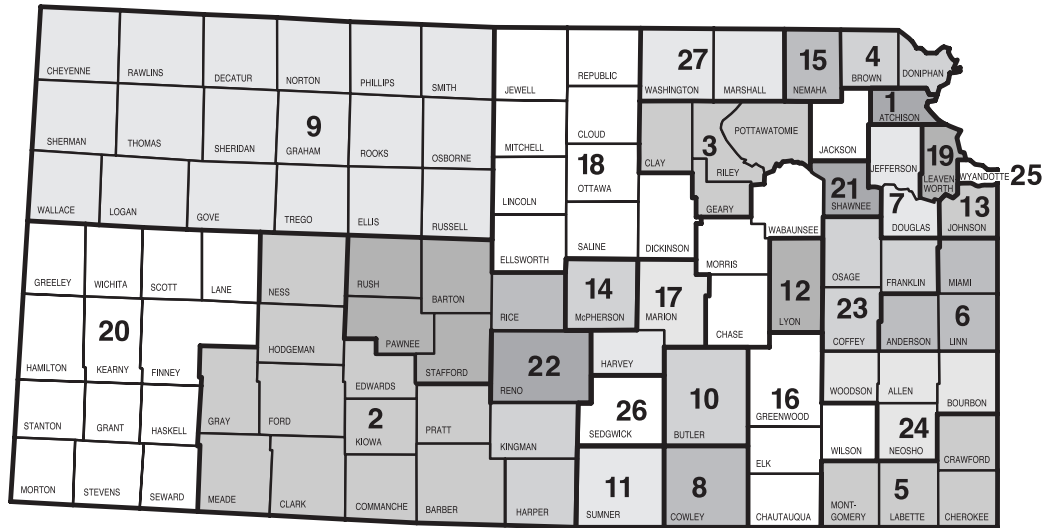 CHEYENNE
RAWLINS
DECATUR
NORTON
PHILLIPS
SMITH
JEWELL
REPUBLIC
27
WASHINGTON
MARSHALL
15
NEMAHA
4
BROWN
DONIPHAN
1
ATCHISON
SHERMAN
THOMAS
SHERIDAN
9
GRAHAM
ROOKS
OSBORNE
MITCHELL
CLOUD
CLAY
3
RILEY
POTTAWATOMIE
JACKSON
JEFFERSON
19
LEAVEN
WORTH
WYANDOTTE
25
18
OTTAWA
GEARY
21
SHAWNEE
7
DOUGLAS
13
JOHNSON
WALLACE
LOGAN
GOVE
TREGO
ELLIS
RUSSELL
LINCOLN
SALINE
DICKINSON
WABAUNSEE
ELLSWORTH
MORRIS
GREELEY
WICHITA
SCOTT
LANE
NESS
RUSH
BARTON
RICE
14
McPHERSON
17
MARION
CHASE
12
LYON
OSAGE
FRANKLIN
MIAMI
20
HAMILTON
KEARNY
FINNEY
HODGEMAN
PAWNEE
STAFFORD
22
RENO
HARVEY
23
COFFEY
ANDERSON
6
LINN
EDWARDS
STANTON
GRANT
HASKELL
GRAY
FORD
2
KIOWA
PRATT
KINGMAN
26
SEDGWICK
10
BUTLER
16
GREENWOOD
WOODSON
ALLEN
BOURBON
WILSON
24
NEOSHO
CRAWFORD
ELK
MORTON
STEVENS
SEWARD
MEADE
CLARK
COMMANCHE
BARBER
HARPER
11
SUMNER
8
COWLEY
CHAUTAUQUA
MONT-
GOMERY
5
LABETTE
CHEROKEE